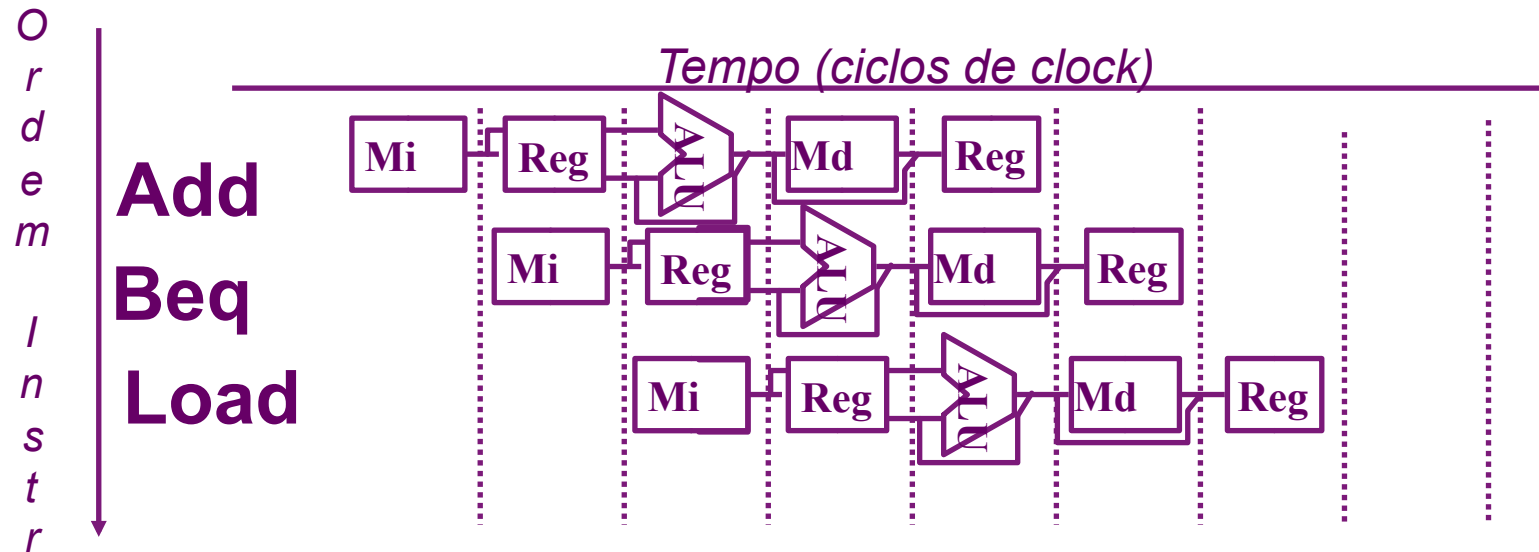 Ordem Instr
Tempo (ciclos de clock)
Add
Mi Reg ALU Md Reg
Beq
Mi Reg ALU Md Reg
Load
Mi Reg ALU Md Reg